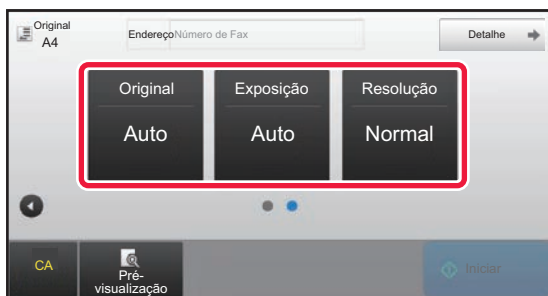 Original
A4
Endereço Número de Fax
Detalhe
Original
Auto
Exposição
Auto
Resolução
Normal
CA
Pré-
visualização
Iniciar